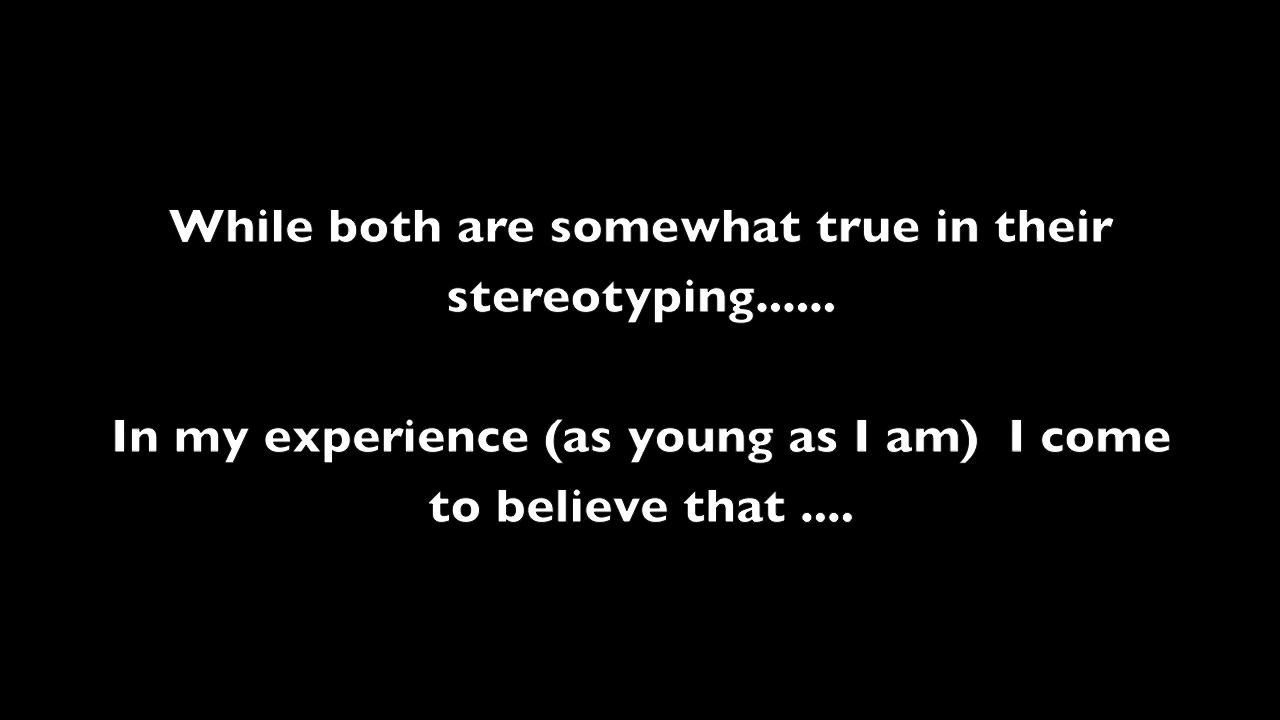 While both are somewhat true in their
stereotyping......
In my experience (as young as I am)  I come
to believe that ....